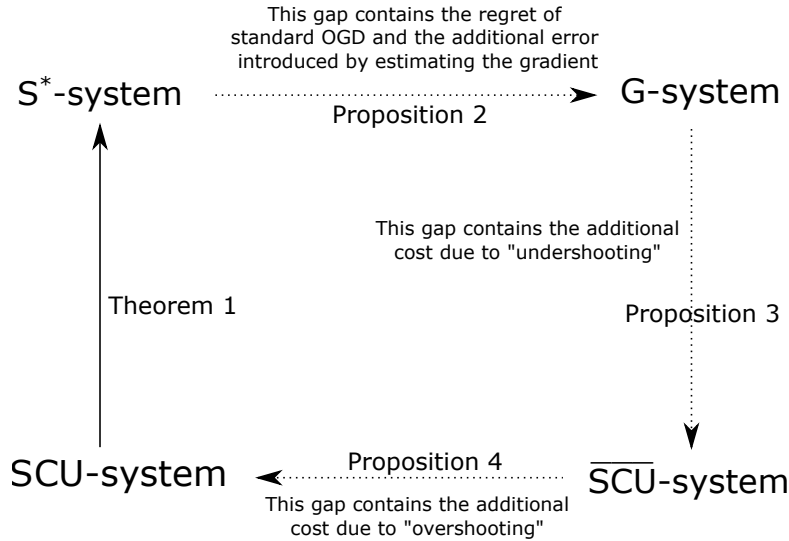 This gap contains the regret of
standard OGD and the additional error
introduced by estimating the gradient
S*-system
G-system
Proposition 2
This gap contains the additional
cost due to "undershooting"
Theorem 1
Proposition 3
SCU-system
Proposition 4
S̅C̅U̅-system
This gap contains the additional
cost due to "overshooting"